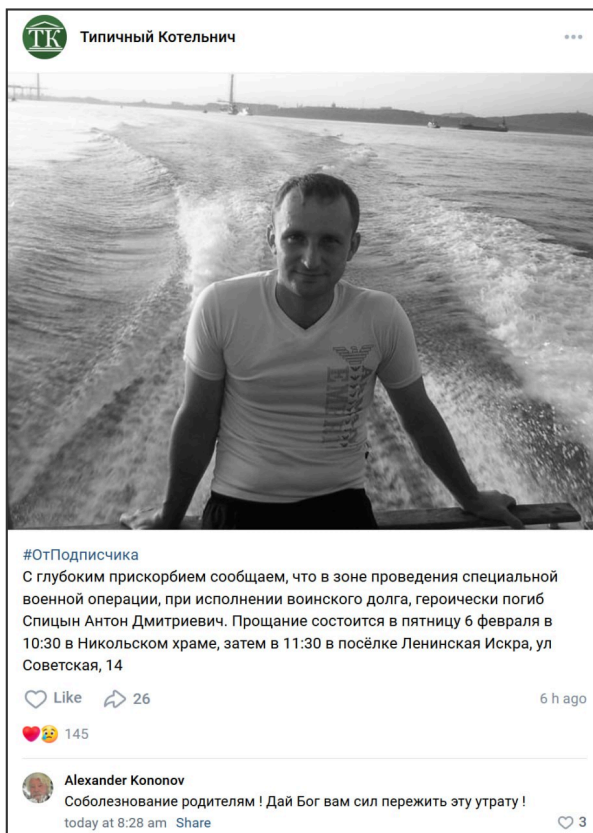 ТК
Типичный Котельнич
#ОтПодписчика
С глубоким прискорбием сообщаем, что в зоне проведения специальной
военной операции, при исполнении воинского долга, героически погиб
Спицын Антон Дмитриевич. Прощание состоится в пятницу 6 февраля в
10:30 в Никольском храме, затем в 11:30 в посёлке Ленинская Искра, ул
Советская, 14
Like 26
6 h ago
145
Alexander Kononov
Соболезнование родителям ! Дай Бог вам сил пережить эту утрату !
today at 8:28 am Share
3